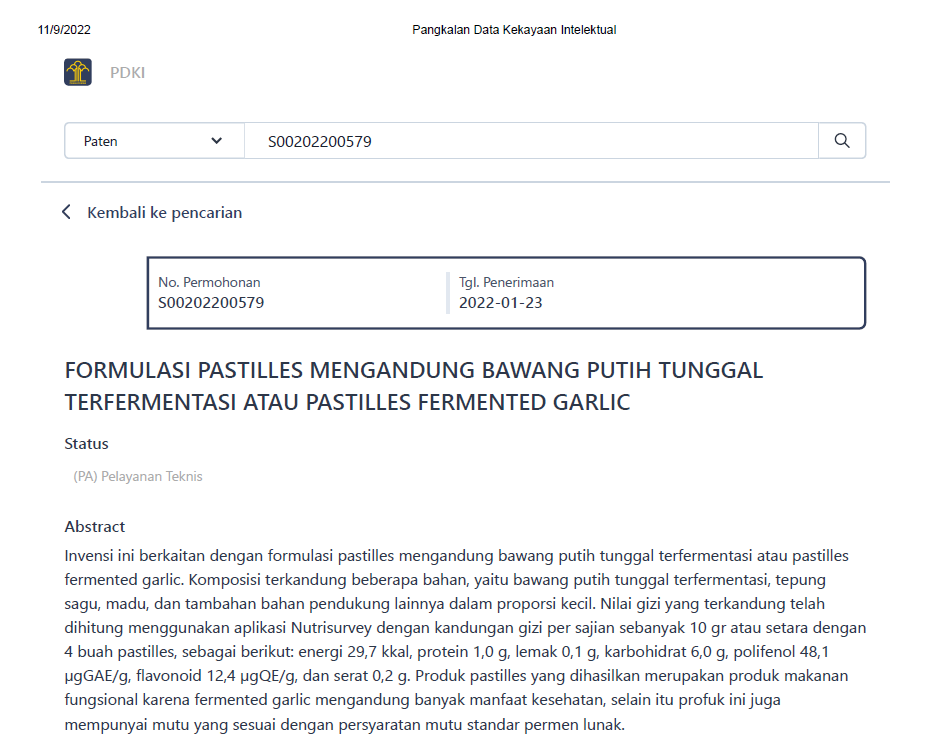 11/9/2022
Pangkalan Data Kekayaan Intelektual
PDKI
Paten
S00202200579
Kembali ke pencarian
No. Permohonan
S00202200579
Tgl. Penerimaan
2022-01-23
FORMULASI PASTILLES MENGANDUNG BAWANG PUTIH TUNGGAL
TERFERMENTASI ATAU PASTILLES FERMENTED GARLIC
Status
(PA) Pelayanan Teknis
Abstract
Invensi ini berkaitan dengan formulasi pastilles mengandung bawang putih tunggal terfermentasi atau pastilles
fermented garlic. Komposisi terkandung beberapa bahan, yaitu bawang putih tunggal terfermentasi, tepung
sagu, madu, dan tambahan bahan pendukung lainnya dalam proporsi kecil. Nilai gizi yang terkandung telah
dihitung menggunakan aplikasi Nutrisurvey dengan kandungan gizi per sajian sebanyak 10 gr atau setara dengan
4 buah pastilles, sebagai berikut: energi 29,7 kkal, protein 1,0 g, lemak 0,1 g, karbohidrat 6,0 g, polifenol 48,1
µgGAE/g, flavonoid 12,4 µgQE/g, dan serat 0,2 g. Produk pastilles yang dihasilkan merupakan produk makanan
fungsional karena fermented garlic mengandung banyak manfaat kesehatan, selain itu profuk ini juga
mempunyai mutu yang sesuai dengan persyaratan mutu standar permen lunak.